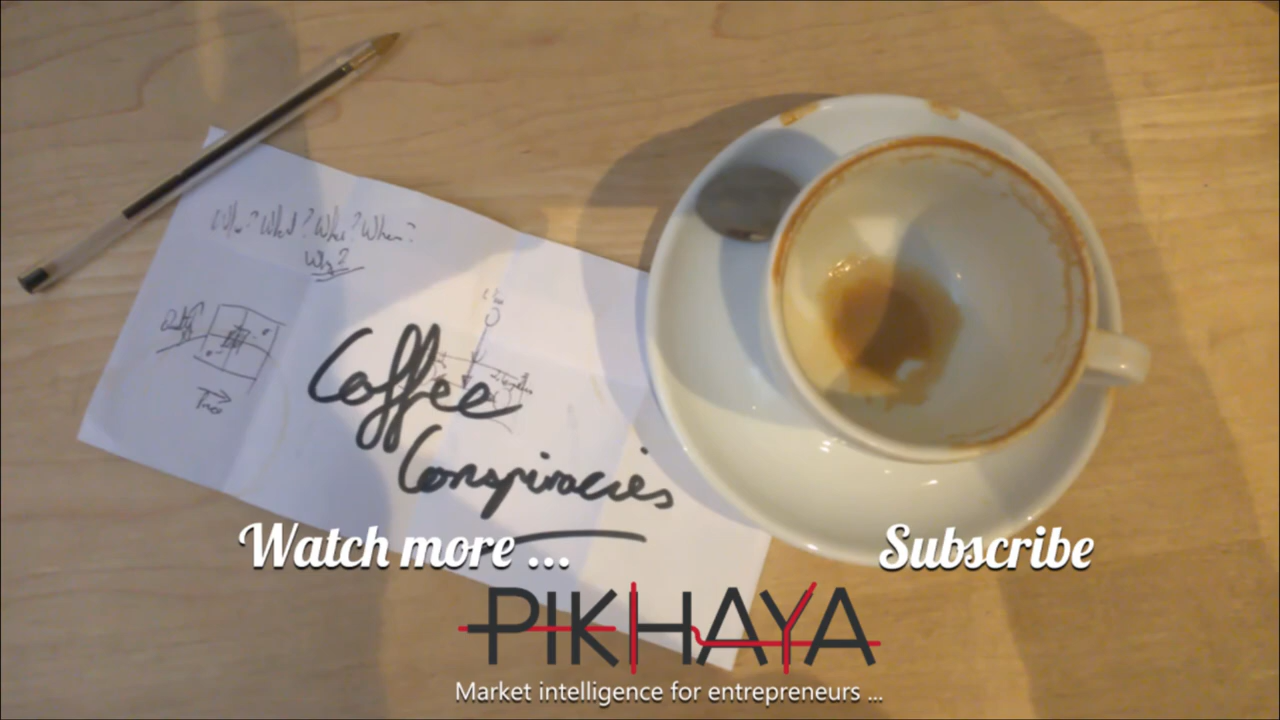 Who? What? Where? When?
Why?
Coffee
Conspiracies
Watch more ...
Subscribe
PIKHAYA
Market intelligence for entrepreneurs ...